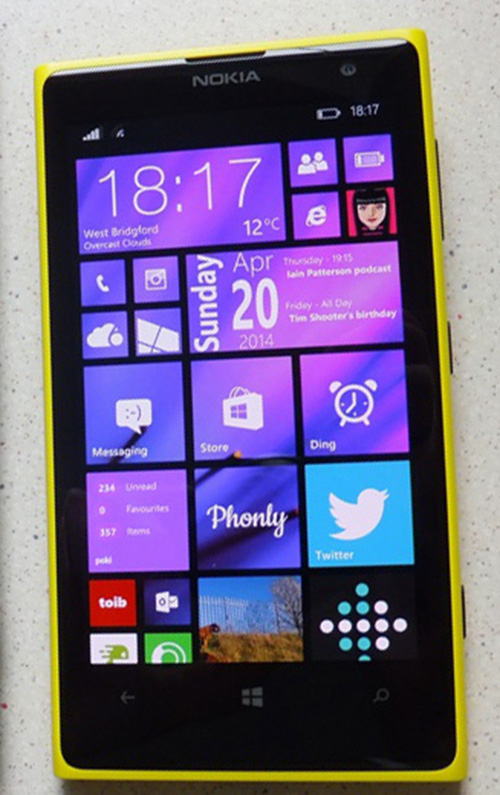 NOKIA
18:17
18:17
West Bridgford
Overcast Clouds
12°C
Sunday
Apr
20
2014
Thursday - 19:15
Iain Patterson podcast
Friday - All Day
Tim Shooter's birthday
:-)
Messaging
Store
Ding
234 Unread
0 Favourites
357 Items
poki
Phonly
Twitter
toib